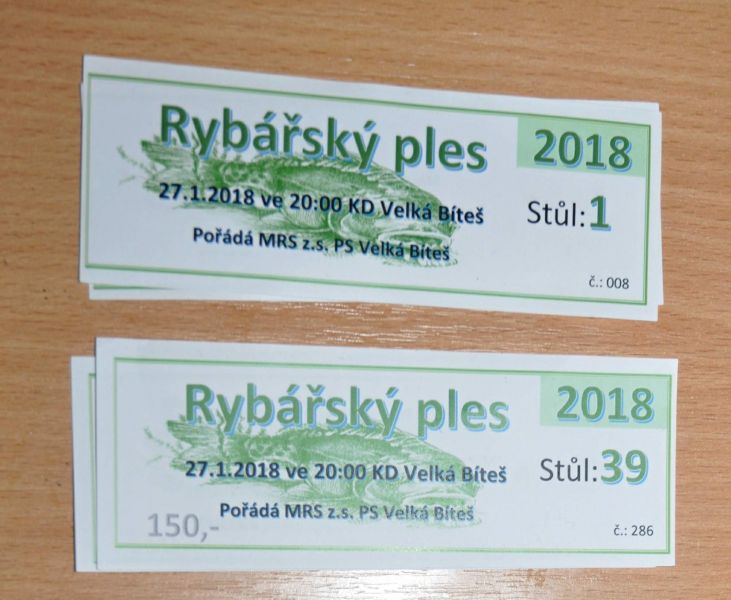 Rybářský ples 2018
27.1.2018 ve 20:00 KD Velká Bíteš Stůl:1
Pořádá MRS z.s. PS Velká Bíteš
č.: 008
Rybářský ples 2018
27.1.2018 ve 20:00 KD Velká Bíteš Stůl:39
Pořádá MRS z.s. PS Velká Bíteš
150,- č.: 286